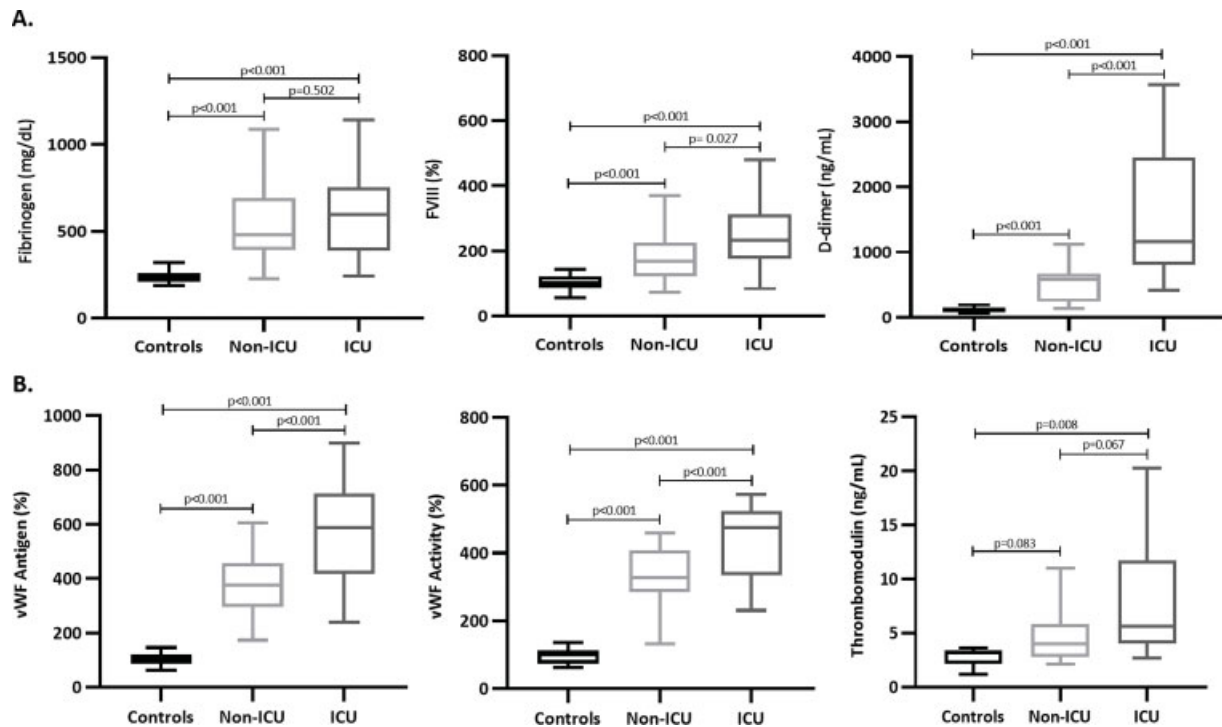 A.
Fibrinogen (mg/dL)
1500
1000
500
0
p<0.001
p=0.502
p<0.001
Controls Non-ICU ICU
FVIII (%)
800
600
400
200
0
p<0.001
p= 0.027
p<0.001
Controls Non-ICU ICU
D-dimer (ng/mL)
4000
3000
2000
1000
0
p<0.001
p<0.001
p<0.001
Controls Non-ICU ICU
B.
vWF Antigen (%)
1000
800
600
400
200
0
p<0.001
p<0.001
p<0.001
Controls Non-ICU ICU
vWF Activity (%)
800
600
400
200
0
p<0.001
p<0.001
p<0.001
Controls Non-ICU ICU
Thrombomodulin (ng/mL)
25
20
15
10
5
0
p=0.008
p=0.067
p=0.083
Controls Non-ICU ICU